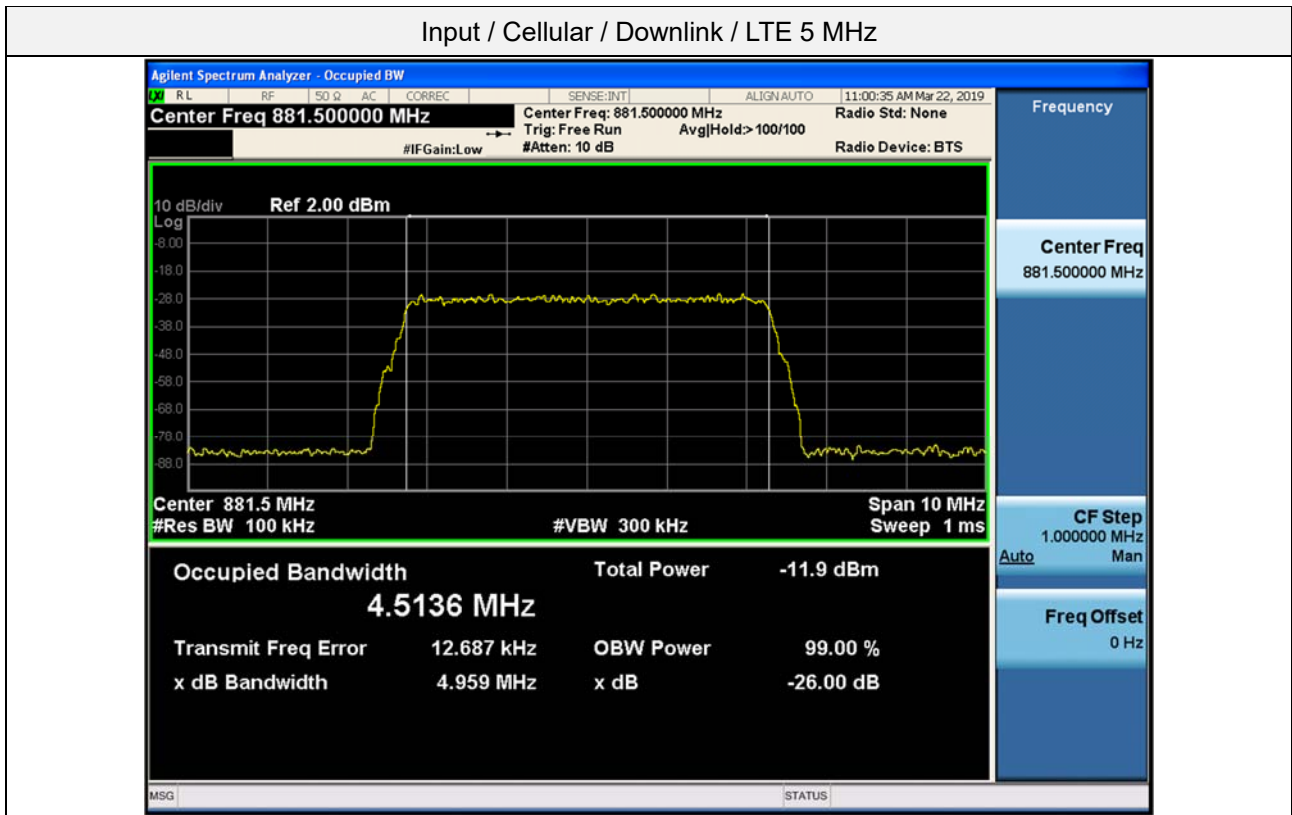 Input / Cellular / Downlink / LTE 5 MHz
Agilent Spectrum Analyzer - Occupied BW
LXI RL RF 50 Ω AC CORREC SENSE:INT ALIGN AUTO 11:00:35 AM Mar 22, 2019
Center Freq 881.500000 MHz
Center Freq: 881.500000 MHz Radio Std: None
Trig: Free Run Avg|Hold:> 100/100
#IFGain:Low #Atten: 10 dB Radio Device: BTS
Frequency
10 dB/div Ref 2.00 dBm
Log
-8.00
-18.0
-28.0
-38.0
-48.0
-58.0
-68.0
-78.0
-88.0
Center 881.5 MHz Span 10 MHz
#Res BW 100 kHz #VBW 300 kHz Sweep 1 ms
Center Freq
881.500000 MHz
CF Step
1.000000 MHz
Auto Man
Freq Offset
0 Hz
Occupied Bandwidth Total Power -11.9 dBm
4.5136 MHz
Transmit Freq Error 12.687 kHz OBW Power 99.00 %
x dB Bandwidth 4.959 MHz x dB -26.00 dB
MSG STATUS